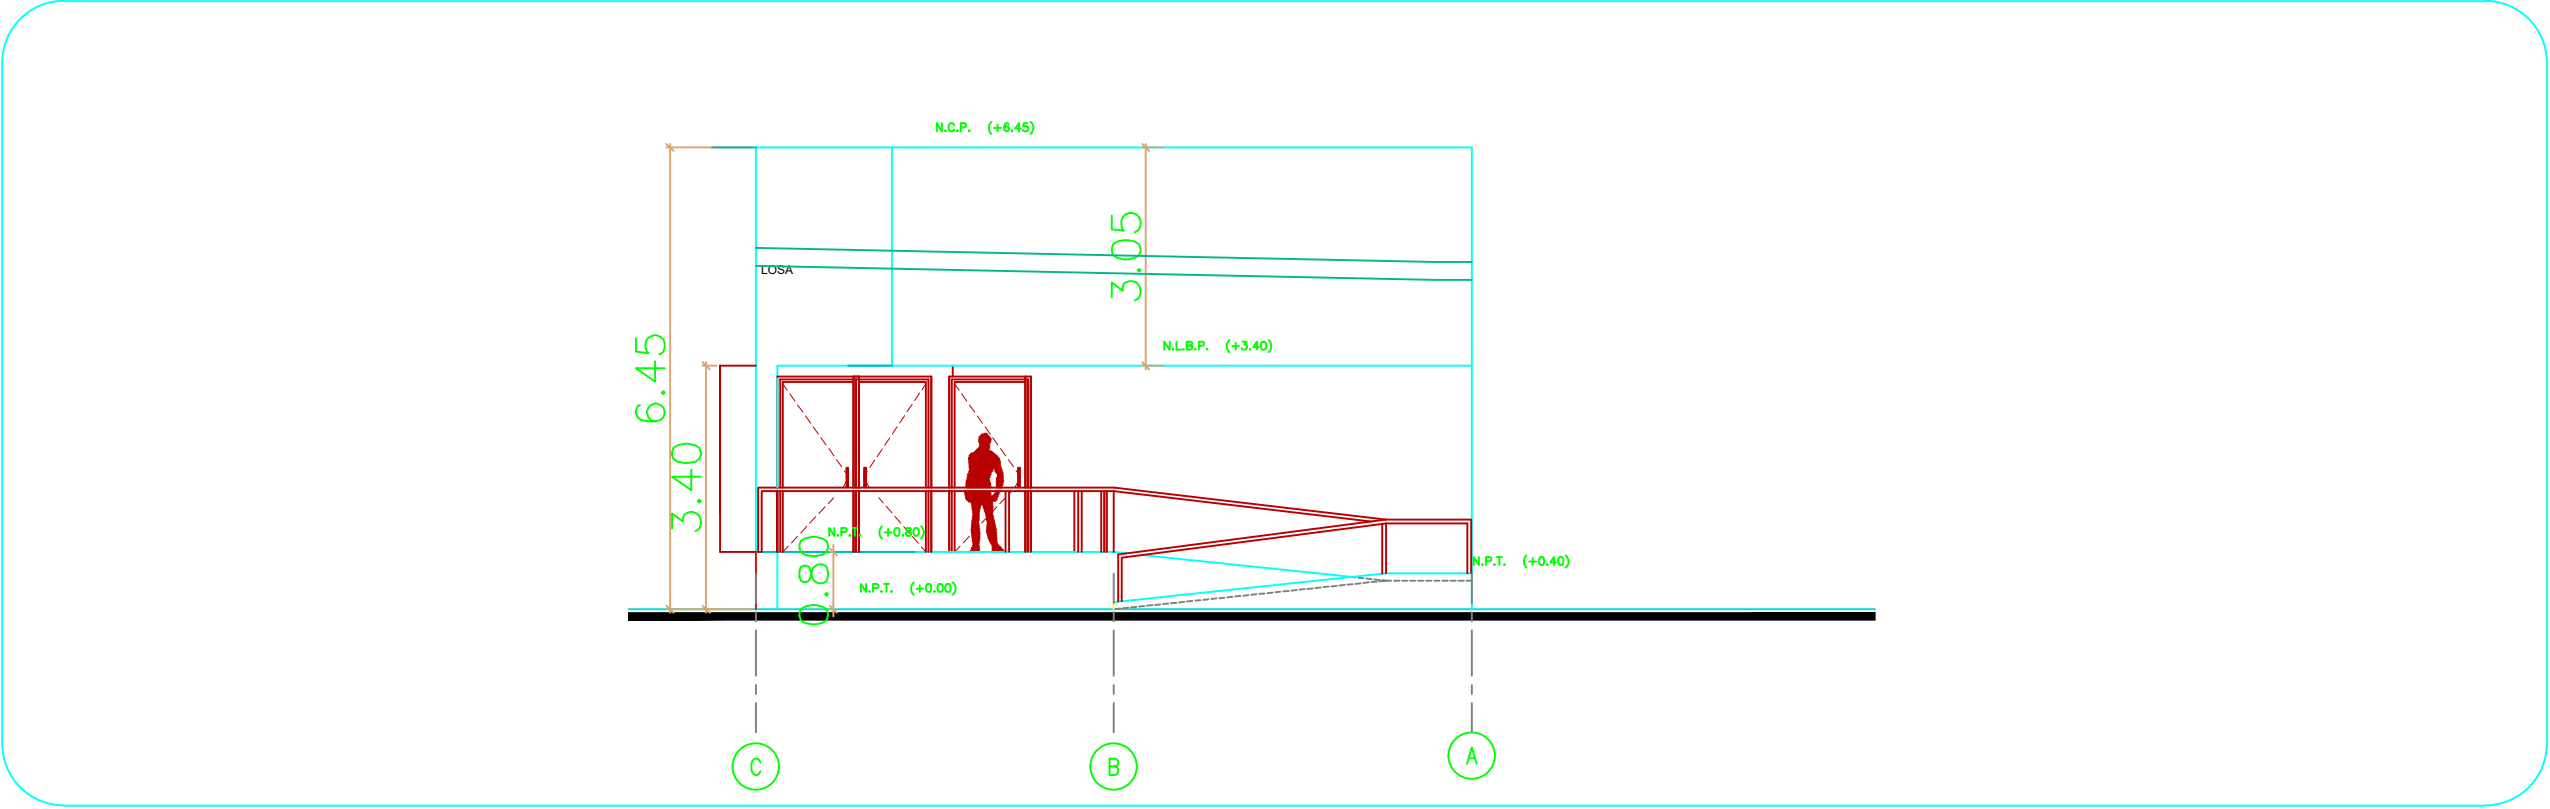 N.C.P. (+6.45)
3.05
LOSA
6.45
N.L.B.P. (+3.40)
3.40
N.P.T. (+0.80)
0.80
N.P.T. (+0.40)
N.P.T. (+0.00)
C
B
A